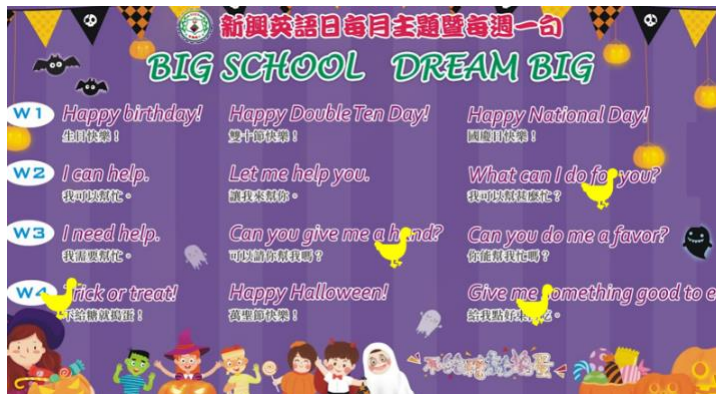 新興英語日每月主題暨每週一句
BIG SCHOOL DREAM BIG
W1 Happy birthday! Happy Double Ten Day! Happy National Day!
生日快樂！ 雙十節快樂！ 國慶日快樂！
W2 I can help. Let me help you. What can I do you?
我可以幫忙。 讓我來幫你。 我可以幫甚麼忙？
W3 I need help. Can you give me a Can you do me a favor?
我需要幫忙。 可以請你幫我嗎？ 你能幫我忙嗎？
or treat! Happy Halloween! Give me good to
給糖就搗蛋！ 萬聖節快樂！ 給我點好
不給糖就搗蛋